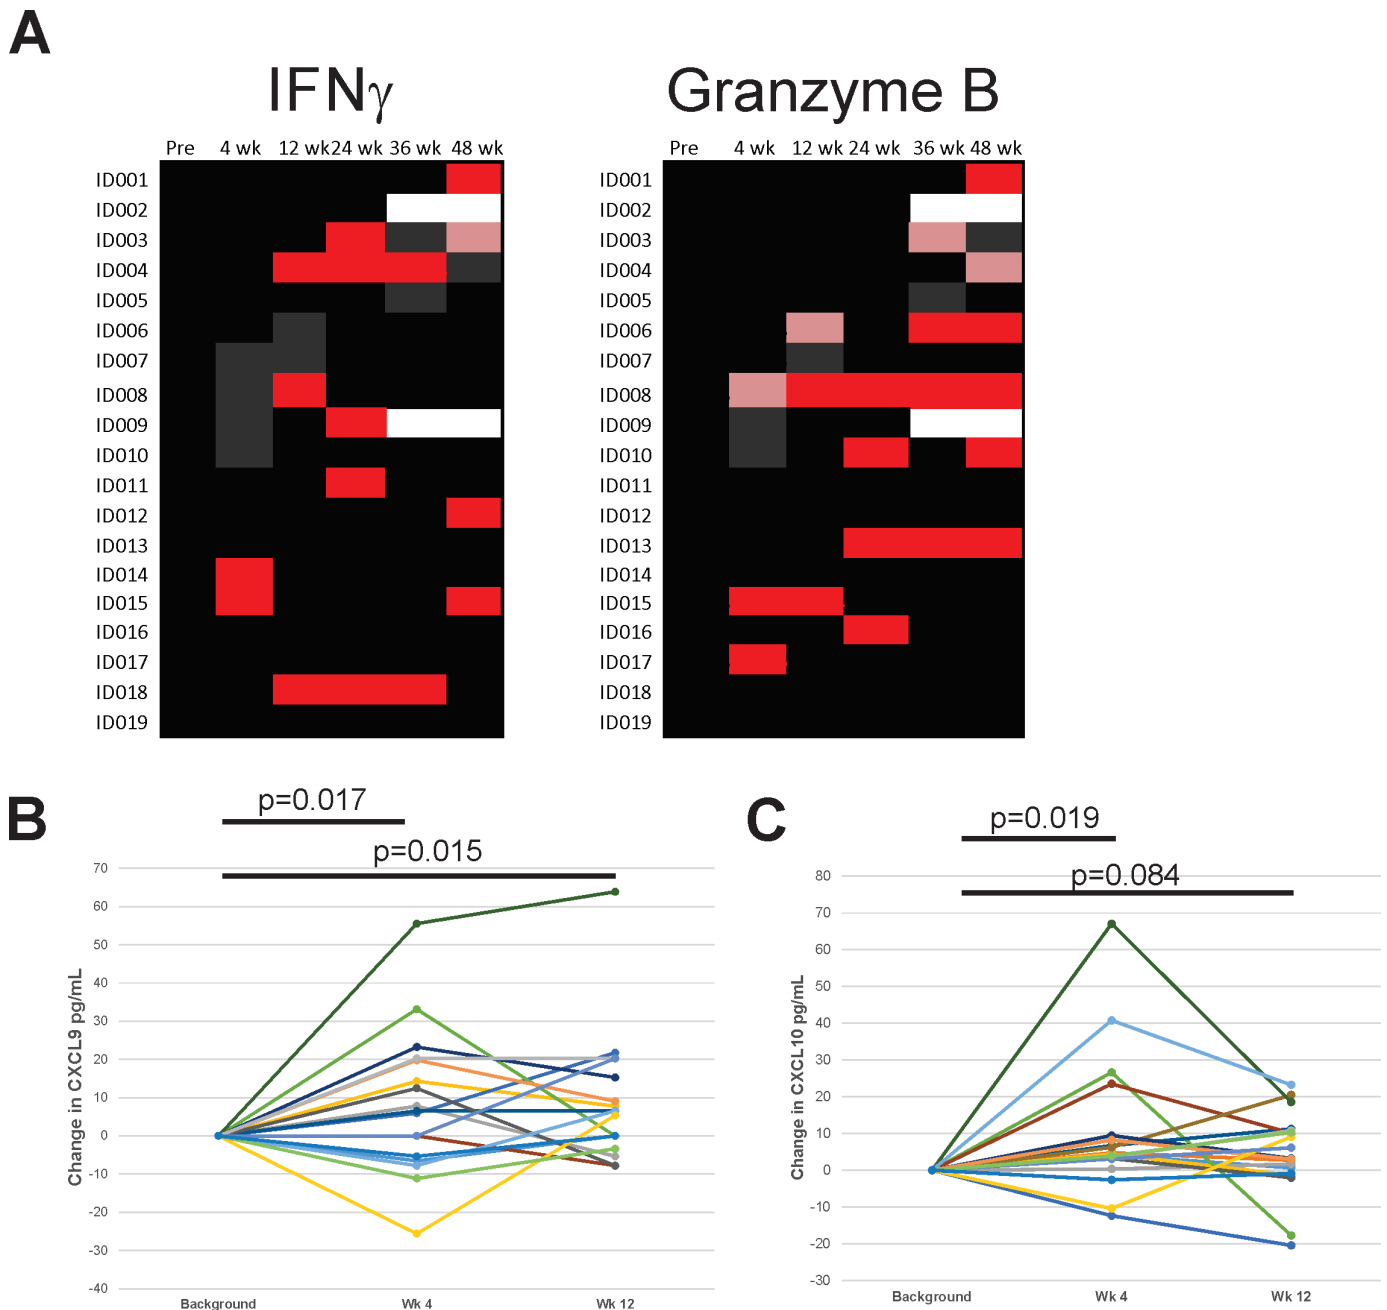 A
IFNγ
Granzyme B
Pre 4 wk 12 wk 24 wk 36 wk 48 wk
Pre 4 wk 12 wk 24 wk 36 wk 48 wk
ID001
ID002
ID003
ID004
ID005
ID006
ID007
ID008
ID009
ID010
ID011
ID012
ID013
ID014
ID015
ID016
ID017
ID018
ID019
ID001
ID002
ID003
ID004
ID005
ID006
ID007
ID008
ID009
ID010
ID011
ID012
ID013
ID014
ID015
ID016
ID017
ID018
ID019
B
p=0.017
p=0.015
Change in CXCL9 pg/mL
70
60
50
40
30
20
10
0
-10
-20
-30
-40
Background Wk 4 Wk 12
C
p=0.019
p=0.084
Change in CXCL10 pg/mL
80
70
60
50
40
30
20
10
0
-10
-20
-30
Background Wk 4 Wk 12